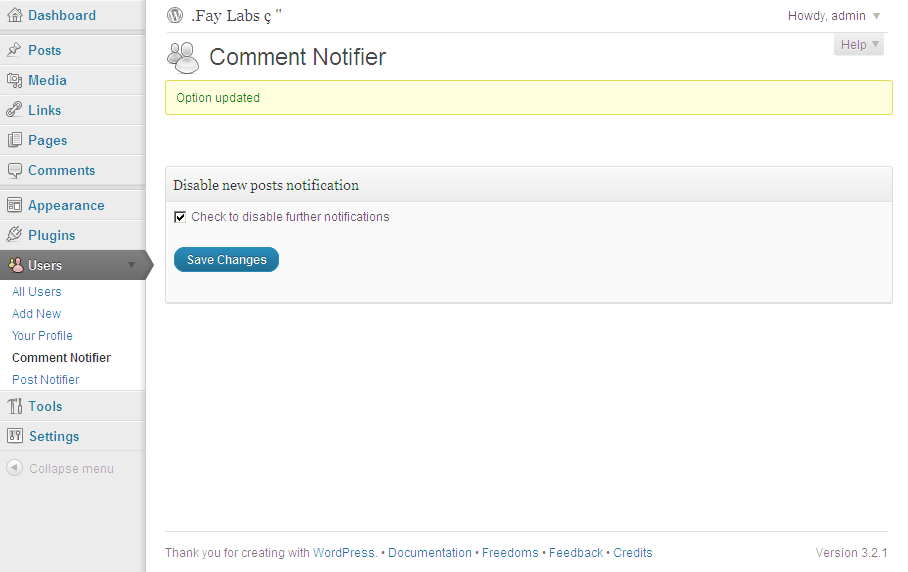 Dashboard
Posts
Media
Links
Pages
Comments
Appearance
Plugins
Users
All Users
Add New
Your Profile
Comment Notifier
Post Notifier
Tools
Settings
Collapse menu
.Fay Labs ç "
Howdy, admin
Help
Comment Notifier
Option updated
Disable new posts notification
Check to disable further notifications
Save Changes
Thank you for creating with WordPress. • Documentation • Freedoms • Feedback • Credits
Version 3.2.1